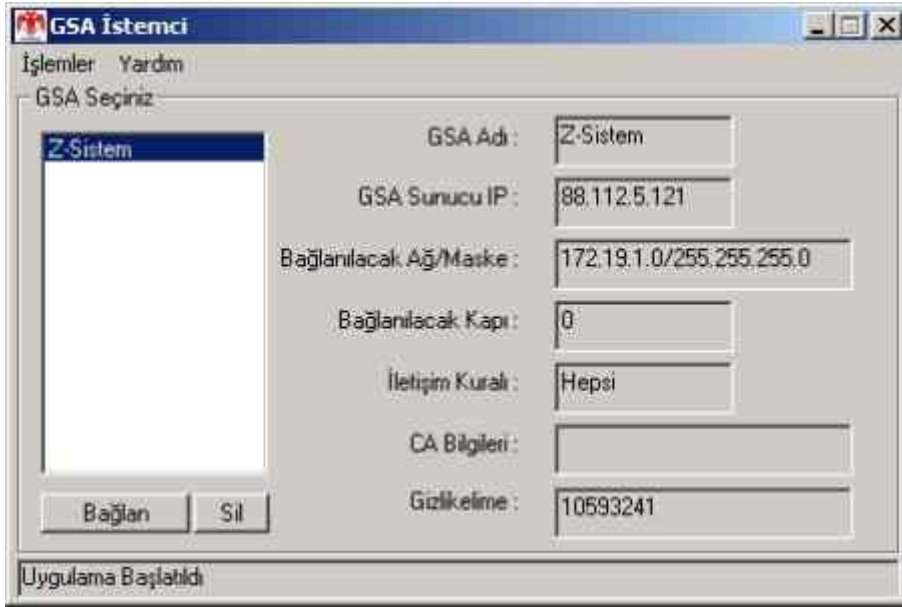 GSA İstemci
İşlemler Yardım
GSA Seçiniz
Z-Sistem
GSA Adı : Z-Sistem
GSA Sunucu IP : 88.112.5.121
Bağlanılacak Ağ/Maske : 172.19.1.0/255.255.255.0
Bağlanılacak Kapı : 0
İletişim Kuralı : Hepsi
CA Bilgileri :
Gizlikelime : 10593241
Bağlan Sil
Uygulama Başlatıldı